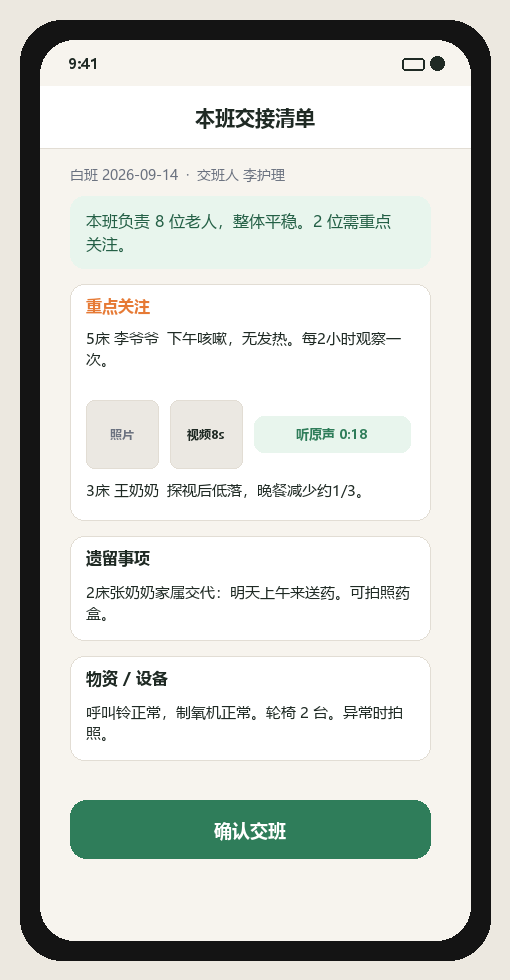 9:41
本班交接清单
白班 2026-09-14 · 交班人 李护理
本班负责 8 位老人，整体平稳。2 位需重点
关注。
重点关注
5床 李爷爷 下午咳嗽，无发热。每2小时观察一
次。
照片 视频8s 听原声 0:18
3床 王奶奶 探视后低落，晚餐减少约1/3。
遗留事项
2床张奶奶家属交代：明天上午来送药。可拍照药
盒。
物资 / 设备
呼叫铃正常，制氧机正常。轮椅 2 台。异常时拍
照。
确认交班